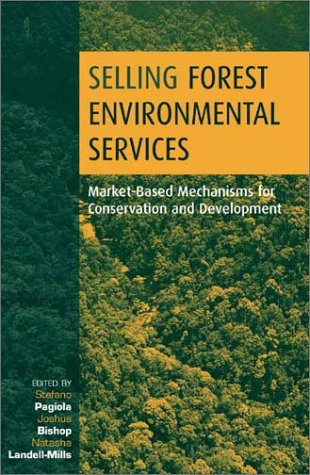 SELLING FOREST
ENVIRONMENTAL
SERVICES
Market-Based Mechanisms for
Conservation and Development
EDITED BY
Stefano
Pagiola
Joshua
Bishop
Natasha
Landell-Mills